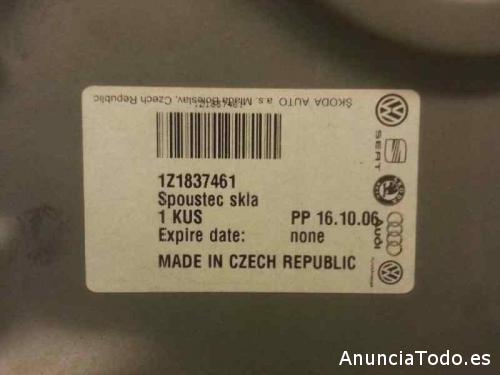 ŠKODA AUTO a.s. Mladá Boleslav, Czech Republic
1Z1837461
1Z1837461
Spoustec skla
1 KUS PP 16.10.06
Expire date: none
MADE IN CZECH REPUBLIC
SEAT
Audi
AnunciaTodo.es